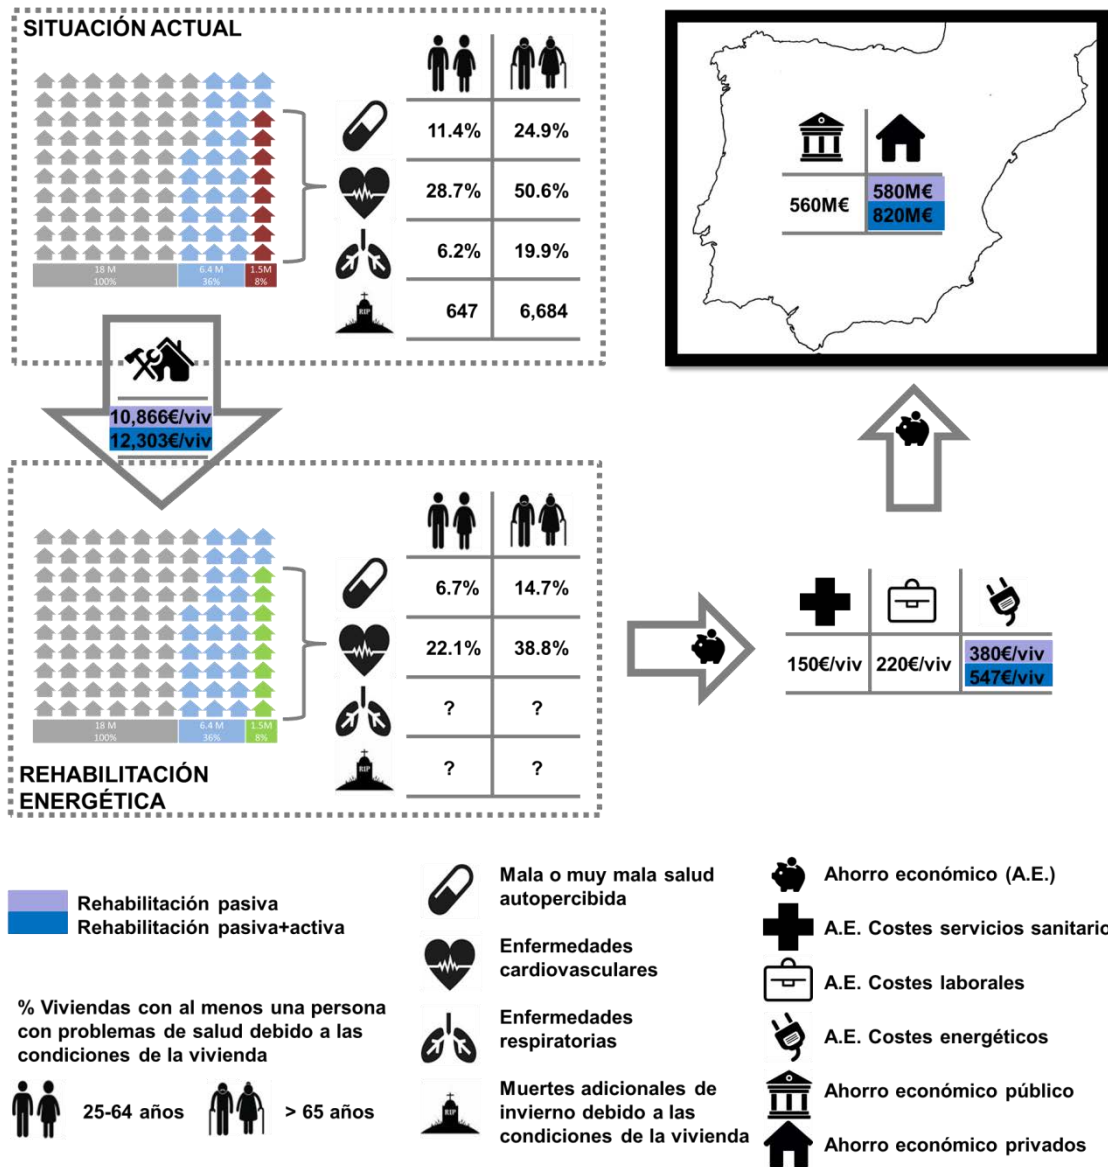 SITUACIÓN ACTUAL
11.4% 24.9%
28.7% 50.6%
6.2% 19.9%
647 6,684
RIP
18 M 6.4 M 1.5M
100% 36% 8%
560M€ 580M€
820M€
10,866€/viv
12,303€/viv
6.7% 14.7%
22.1% 38.8%
? ?
? ?
RIP
18 M 6.4 M 1.5M
100% 36% 8%
REHABILITACIÓN
ENERGÉTICA
150€/viv 220€/viv 380€/viv
547€/viv
Rehabilitación pasiva
Rehabilitación pasiva+activa
% Viviendas con al menos una persona
con problemas de salud debido a las
condiciones de la vivienda
25-64 años > 65 años
Mala o muy mala salud
autopercibida
Enfermedades
cardiovasculares
Enfermedades
respiratorias
RIP
Muertes adicionales de
invierno debido a las
condiciones de la vivienda
Ahorro económico (A.E.)
A.E. Costes servicios sanitario
A.E. Costes laborales
A.E. Costes energéticos
Ahorro económico público
Ahorro económico privados